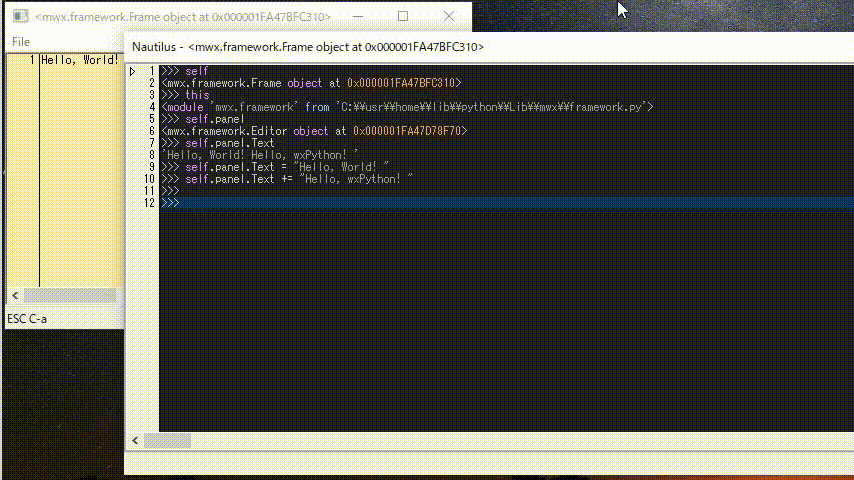 <mwx.framework.Frame object at 0x000001FA47BFC310>
File
1 Hello, World!
ESC C-a
Nautilus - <mwx.framework.Frame object at 0x000001FA47BFC310>
1 >>> self
2 <mwx.framework.Frame object at 0x000001FA47BFC310>
3 >>> this
4 <module 'mwx.framework' from 'C:¥¥usr¥¥home¥¥lib¥¥python¥¥Lib¥¥mwx¥¥framework.py'>
5 >>> self.panel
6 <mwx.framework.Editor object at 0x000001FA47D78F70>
7 >>> self.panel.Text
8 'Hello, World! Hello, wxPython! '
9 >>> self.panel.Text = "Hello, World! "
10 >>> self.panel.Text += "Hello, wxPython! "
11 >>>
12 >>>